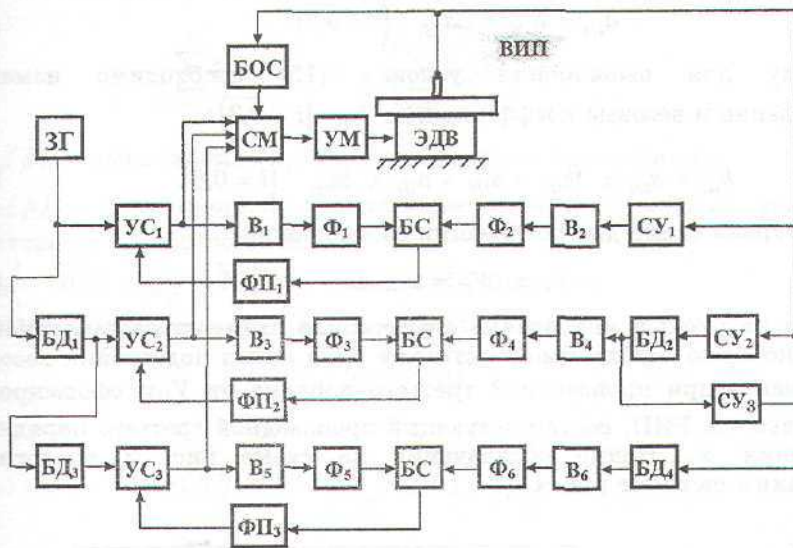 ВИП
БОС
ЗГ
СМ
УМ
ЭДВ
УС₁
В₁
Ф₁
БС
Ф₂
В₂
СУ₁
ФП₁
БД₁
УС₂
В₃
Ф₃
БС
Ф₄
В₄
БД₂
СУ₂
ФП₂
СУ₃
БД₃
УС₃
В₅
Ф₅
БС
Ф₆
В₆
БД₄
ФП₃